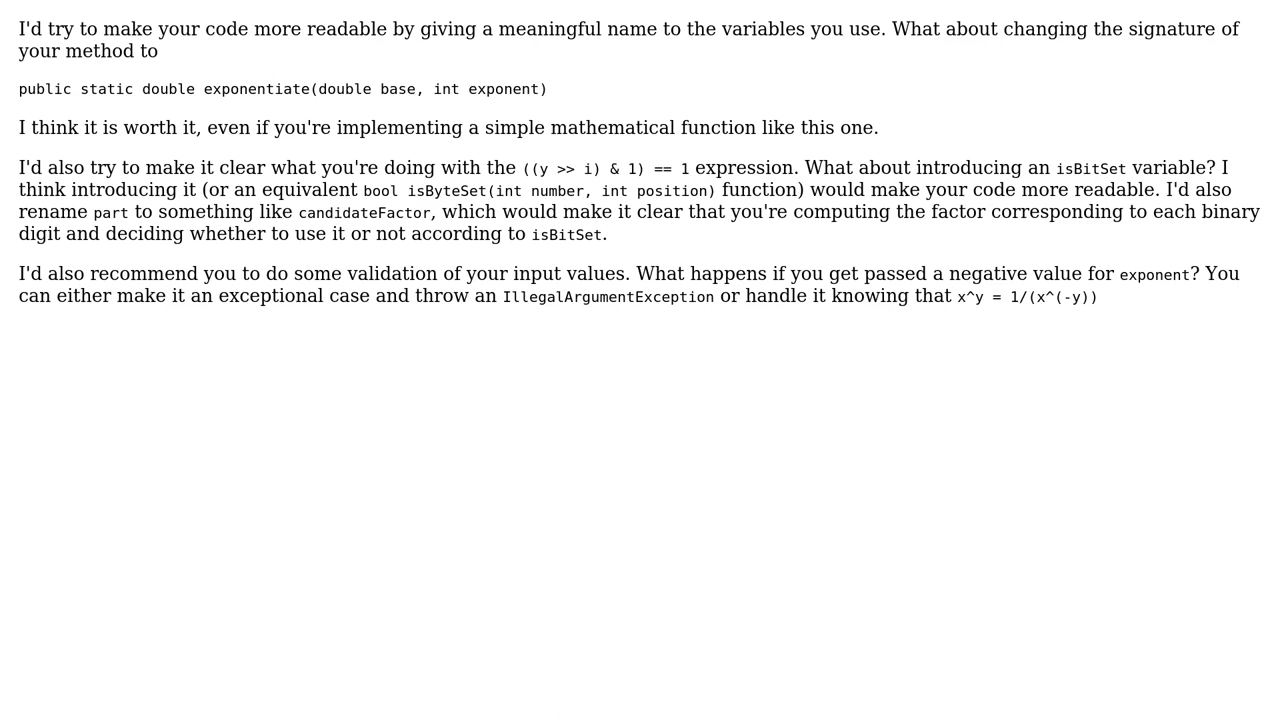 I'd try to make your code more readable by giving a meaningful name to the variables you use. What about changing the signature of
your method to
public static double exponentiate(double base, int exponent)
I think it is worth it, even if you're implementing a simple mathematical function like this one.
I'd also try to make it clear what you're doing with the ((y >> i) & 1) == 1 expression. What about introducing an isBitSet variable? I
think introducing it (or an equivalent bool isByteSet(int number, int position) function) would make your code more readable. I'd also
rename part to something like candidateFactor, which would make it clear that you're computing the factor corresponding to each binary
digit and deciding whether to use it or not according to isBitSet.
I'd also recommend you to do some validation of your input values. What happens if you get passed a negative value for exponent? You
can either make it an exceptional case and throw an IllegalArgumentException or handle it knowing that x^y = 1/(x^(-y))